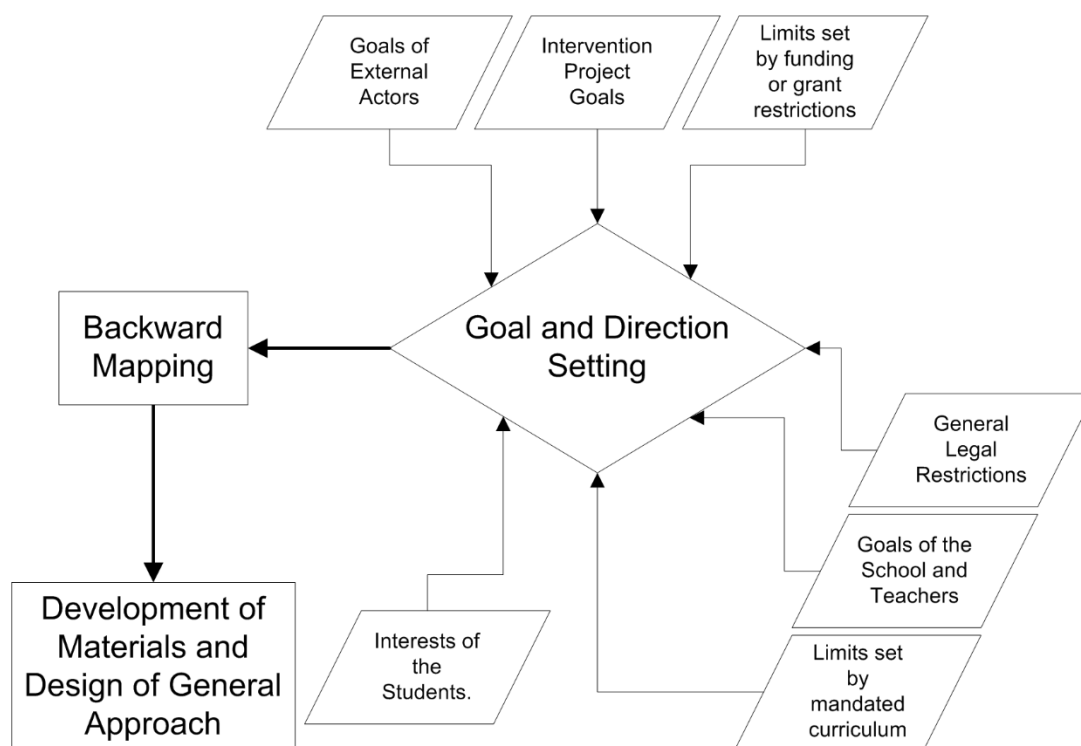 Goals of
External
Actors
Intervention
Project
Goals
Limits set
by funding
or grant
restrictions
Backward
Mapping
Goal and Direction
Setting
General
Legal
Restrictions
Goals of the
School and
Teachers
Development of
Materials and
Design of General
Approach
Interests of
the
Students.
Limits set
by
mandated
curriculum